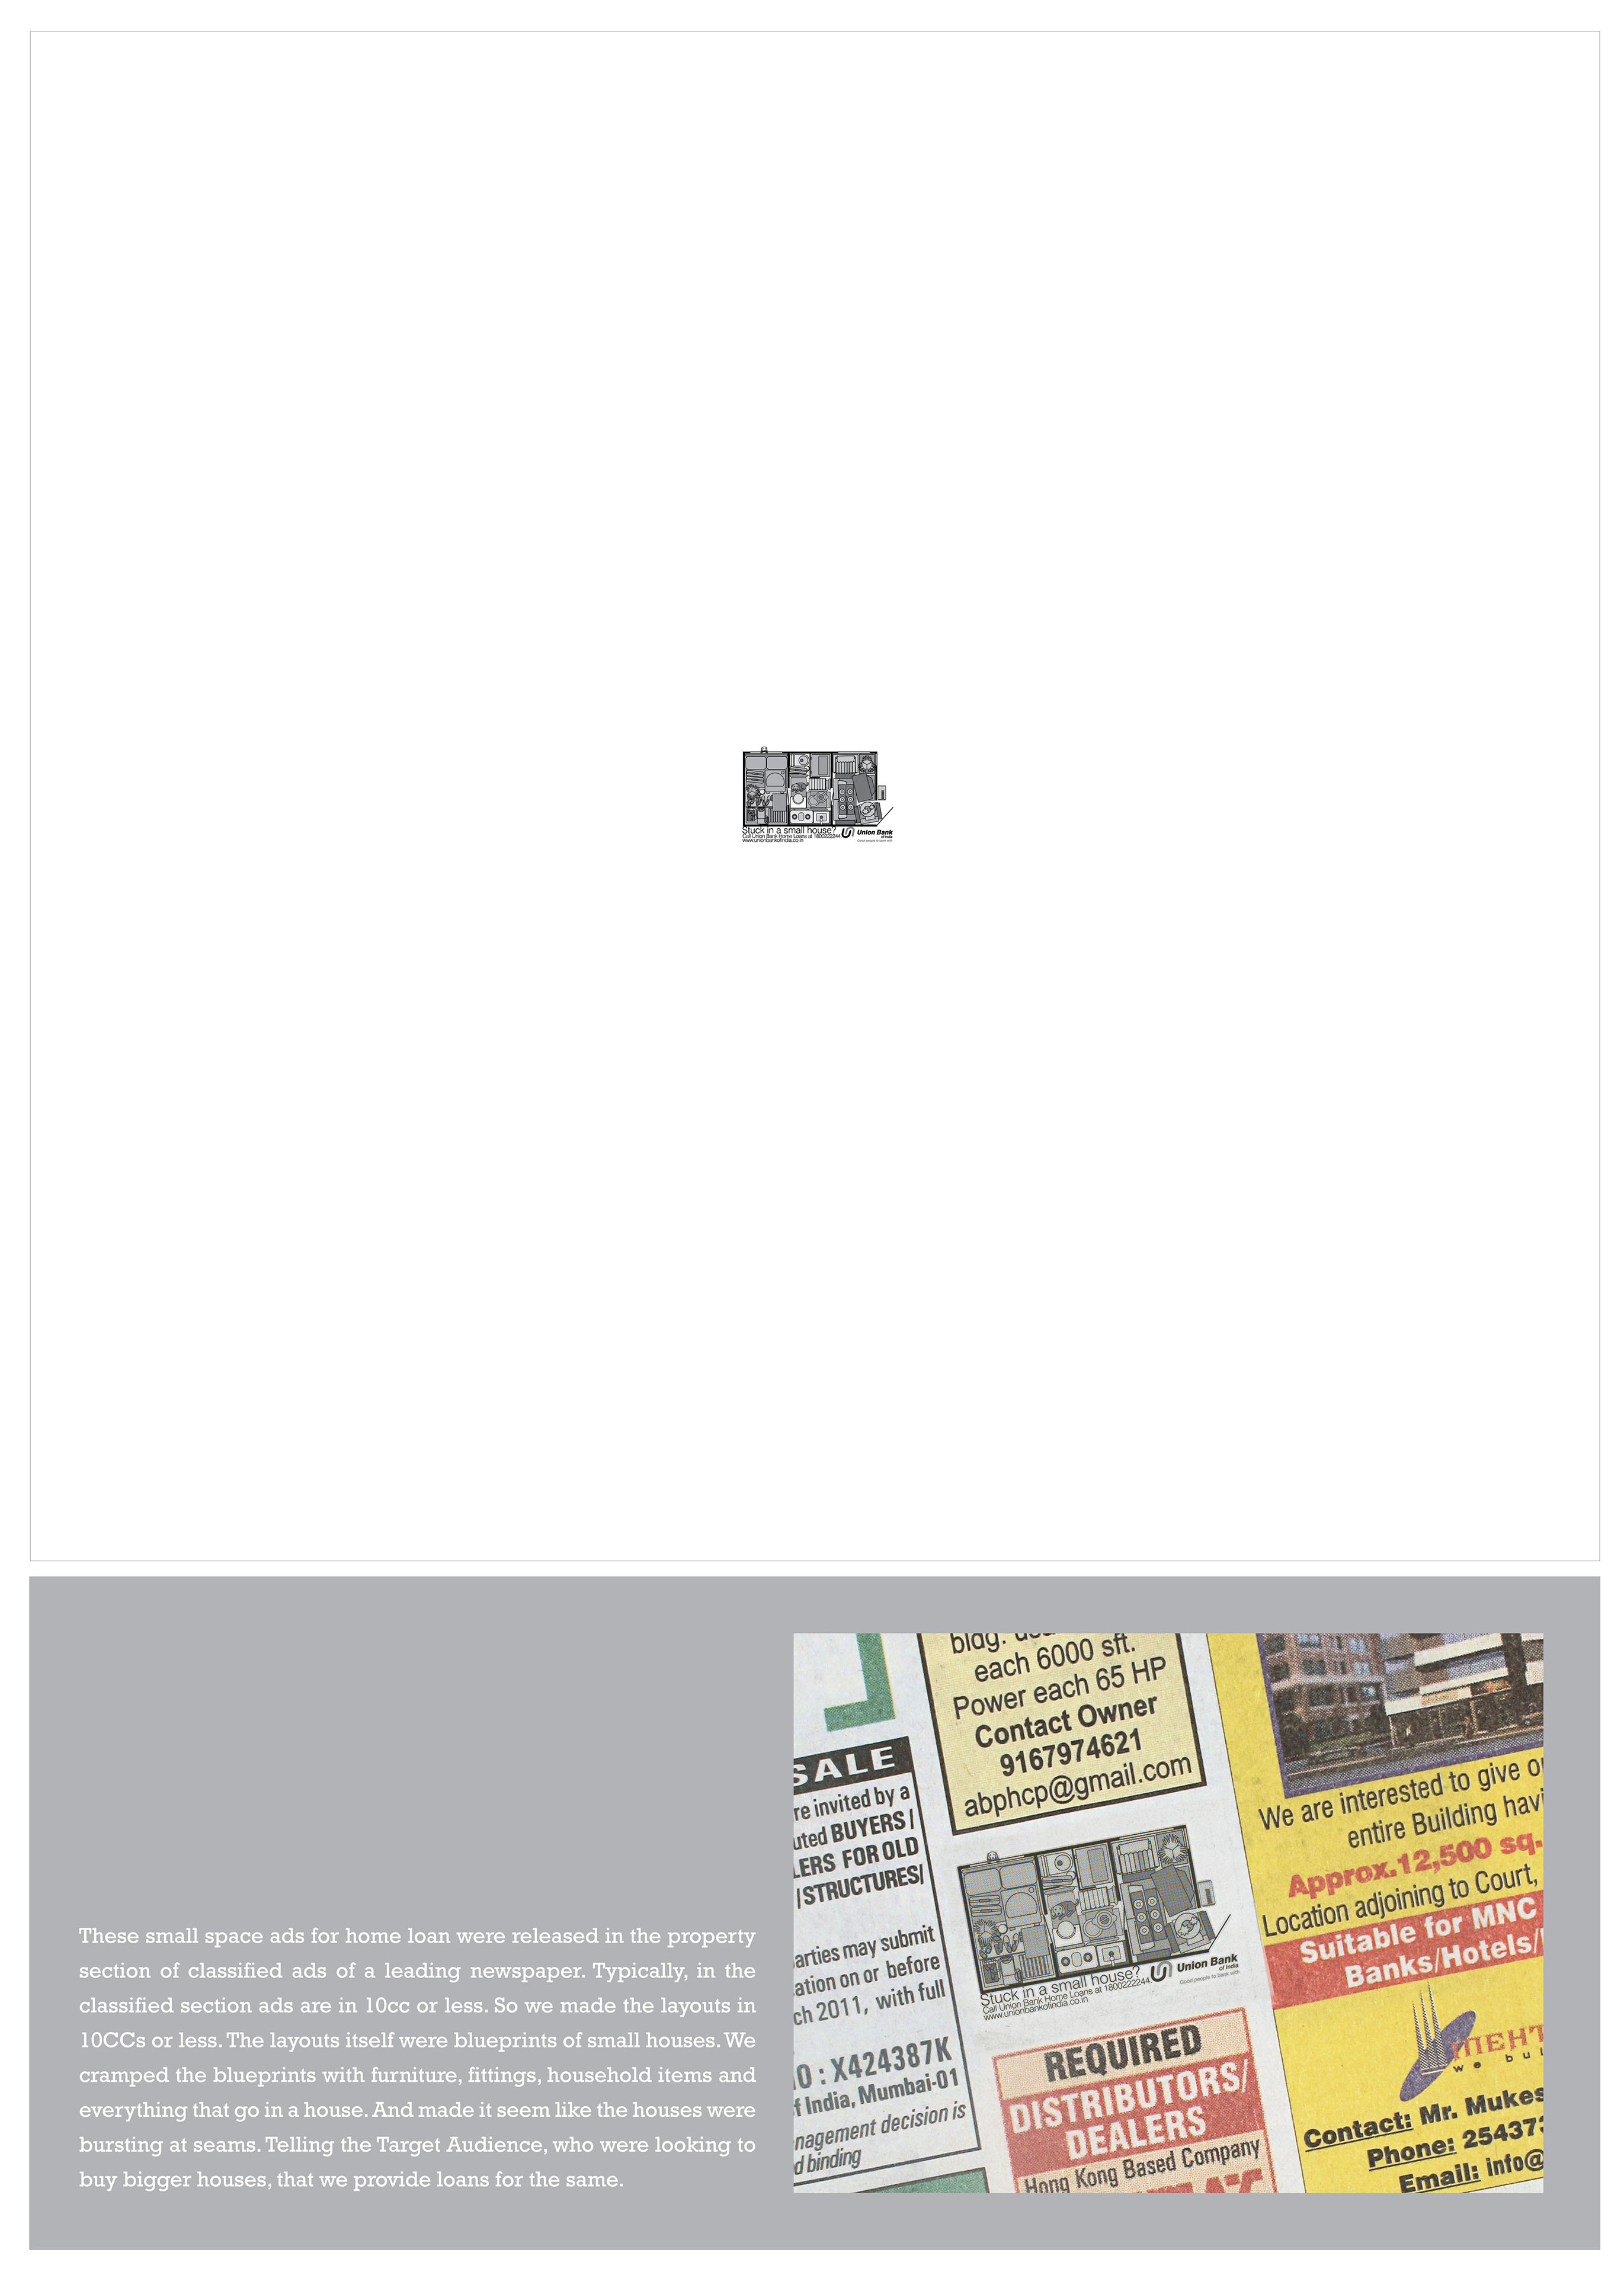 Stuck in a small house?
Call Union Bank Home Loans at 1800222244
www.unionbankofindia.co.in
Union Bank
of India
Good people to bank with
These small space ads for home loan were released in the property
section of classified ads of a leading newspaper. Typically, in the
classified section ads are in 10cc or less. So we made the layouts in
10CCs or less. The layouts itself were blueprints of small houses. We
cramped the blueprints with furniture, fittings, household items and
everything that go in a house. And made it seem like the houses were
bursting at seams. Telling the Target Audience, who were looking to
buy bigger houses, that we provide loans for the same.
SALE
re invited by a
uted BUYERS |
LERS FOR OLD
| STRUCTURES|
arties may submit
ation on or before
ch 2011, with full
O : X424387K
f India, Mumbai-01
nagement decision is
d binding
bldg.
each 6000 sft.
Power each 65 HP
Contact Owner
9167974621
abphcp@gmail.com
Stuck in a small house?
Call Union Bank Home Loans at 1800222244
www.unionbankofindia.co.in
Union Bank
of India
Good people to bank with
REQUIRED
DISTRIBUTORS/
DEALERS
Hong Kong Based Company
We are interested to give o
entire Building havi
Approx.12,500 sq.
Location adjoining to Court,
Suitable for MNC
Banks/Hotels/
we bu
Contact: Mr. Mukes
Phone: 25437
Email: info@